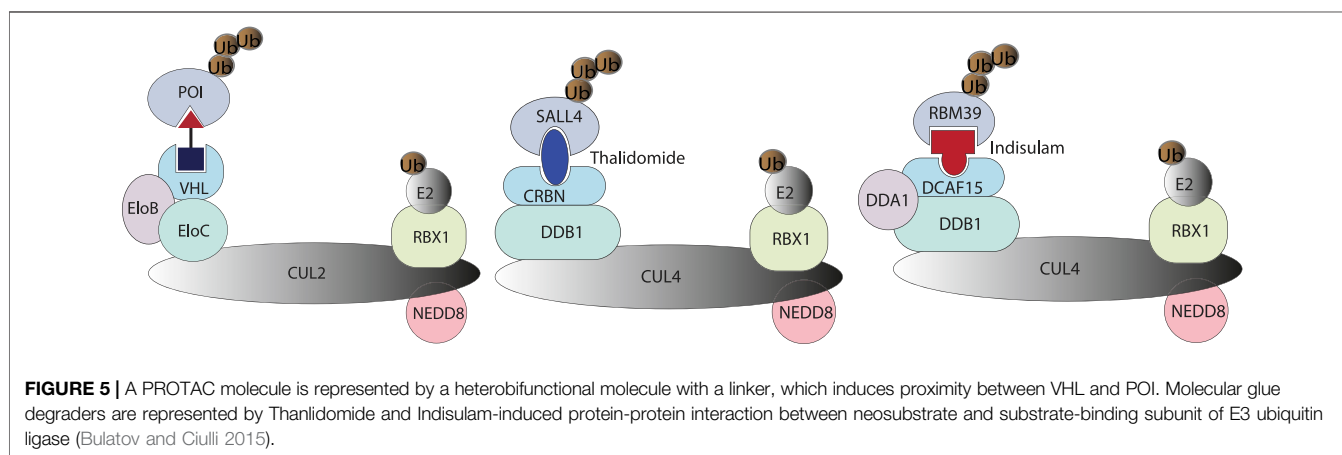 Ub Ub
Ub
POI
VHL
EloB
EloC
CUL2
Ub
E2
RBX1
NEDD8
Ub Ub
Ub
SALL4
Thalidomide
CRBN
DDB1
CUL4
Ub
E2
RBX1
NEDD8
Ub Ub
Ub
RBM39
Indisulam
DCAF15
DDA1
DDB1
CUL4
Ub
E2
RBX1
NEDD8
FIGURE 5 | A PROTAC molecule is represented by a heterobifunctional molecule with a linker, which induces proximity between VHL and POI. Molecular glue
degraders are represented by Thanlidomide and Indisulam-induced protein-protein interaction between neosubstrate and substrate-binding subunit of E3 ubiquitin
ligase (Bulatov and Ciulli 2015).